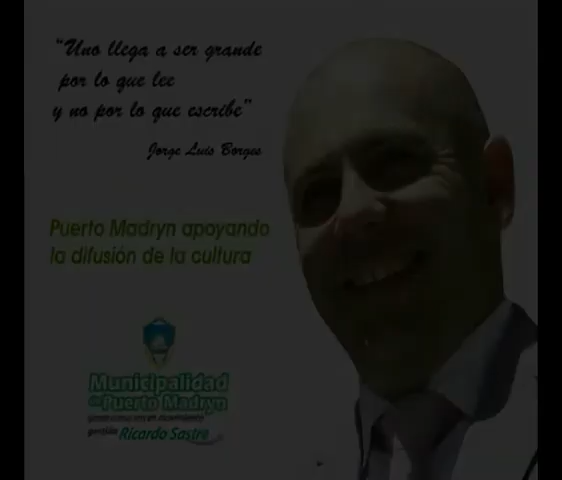 “Uno llega a ser grande
por lo que lee
y no por lo que escribe”
Jorge Luis Borges
Puerto Madryn apoyando
la difusión de la cultura
Municipalidad
de Puerto Madryn
gestión Ricardo Sastre